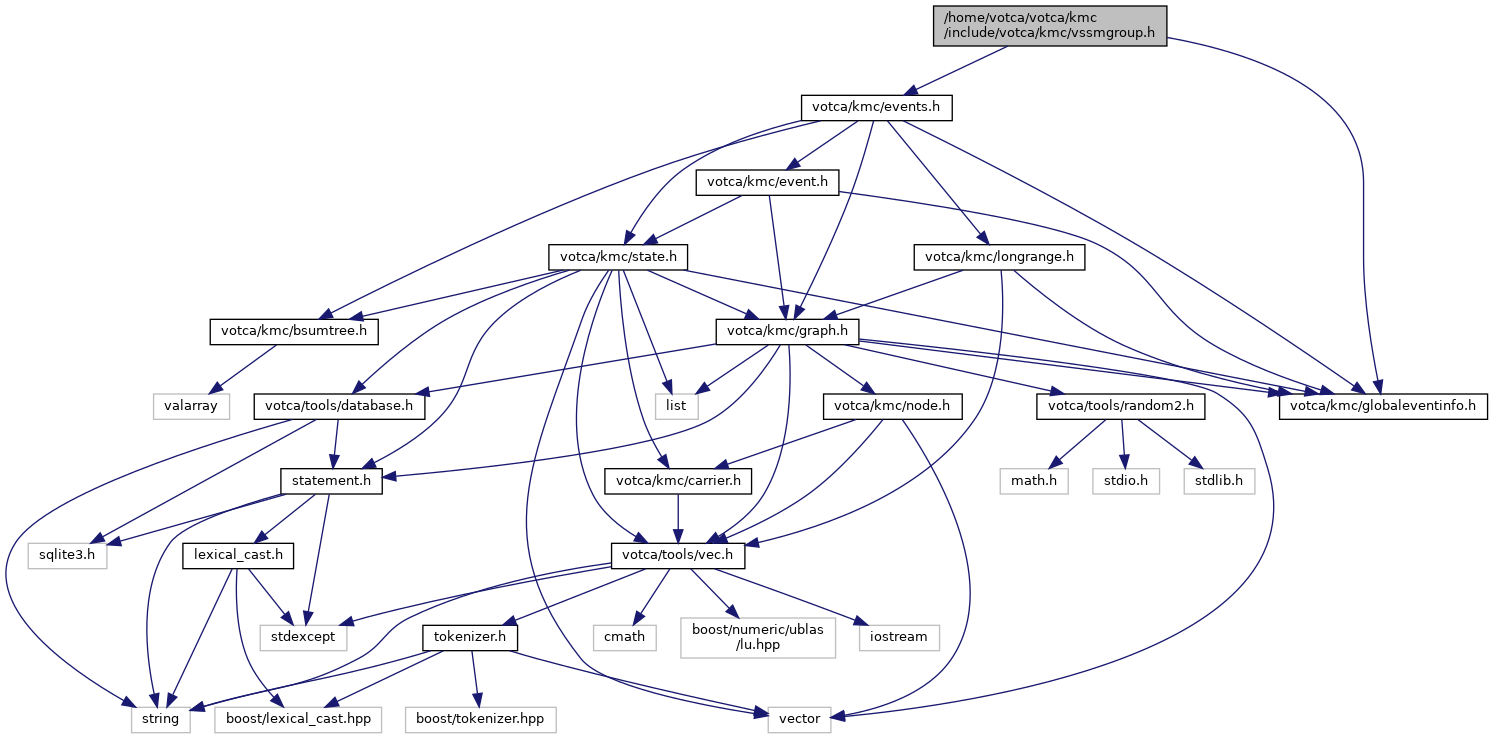 /home/votca/votca/kmc
/include/votca/kmc/vssmgroup.h
votca/kmc/events.h
votca/kmc/event.h
votca/kmc/state.h
votca/kmc/longrange.h
votca/kmc/bsumtree.h
votca/kmc/graph.h
valarray
votca/tools/database.h
list
votca/kmc/node.h
votca/tools/random2.h
votca/kmc/globaleventinfo.h
statement.h
votca/kmc/carrier.h
math.h
stdio.h
stdlib.h
sqlite3.h
lexical_cast.h
votca/tools/vec.h
stdexcept
tokenizer.h
cmath
boost/numeric/ublas
/lu.hpp
iostream
string
boost/lexical_cast.hpp
boost/tokenizer.hpp
vector